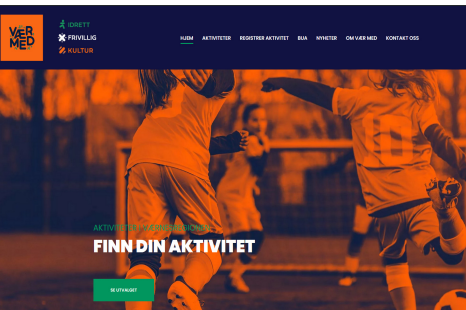 VÆR
MED
IDRETT
FRIVILLIG
KULTUR
HJEM AKTIVITETER REGISTRER AKTIVITET BUA NYHETER OM VÆR MED KONTAKT OSS
10
FINN DIN AKTIVITET
SE UTVALGET